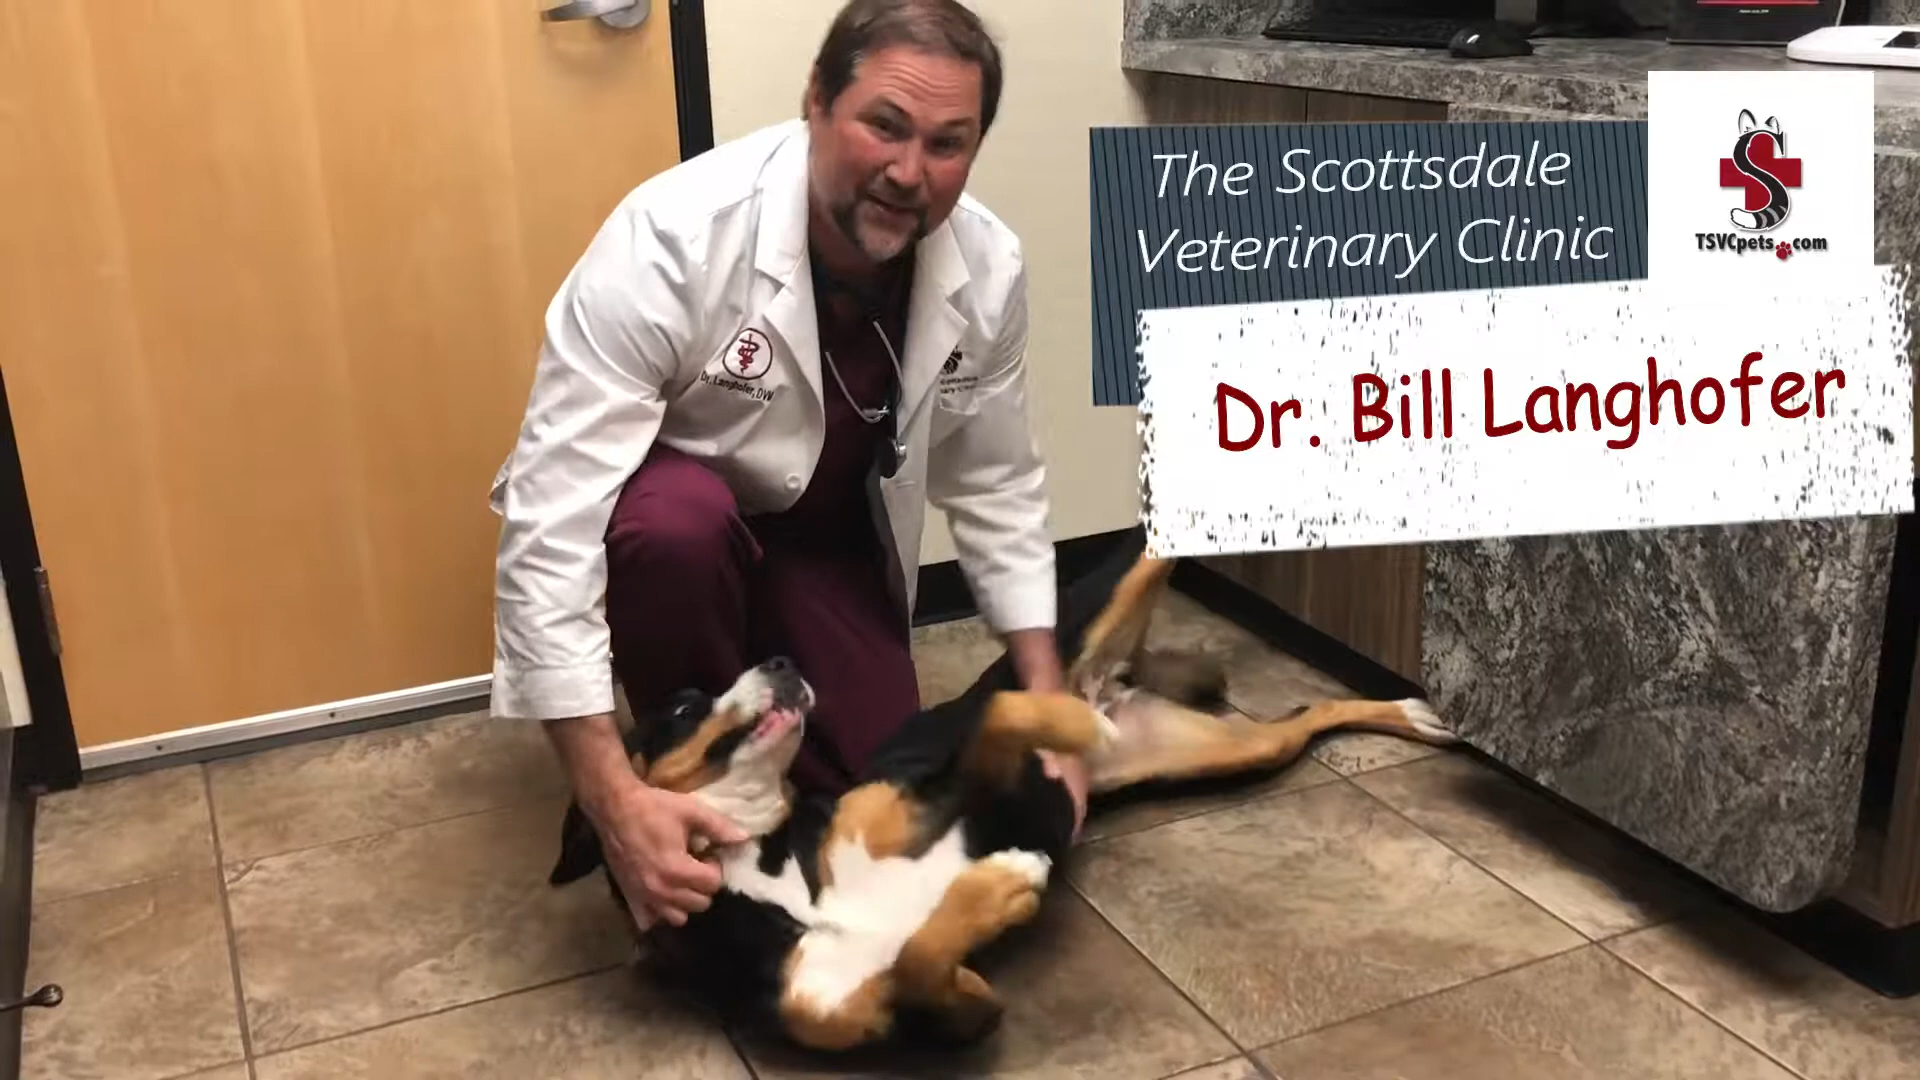 The Scottsdale
Veterinary Clinic
TSVCpets.com
Dr. Bill Langhofer
Dr. Langhofer, DVM